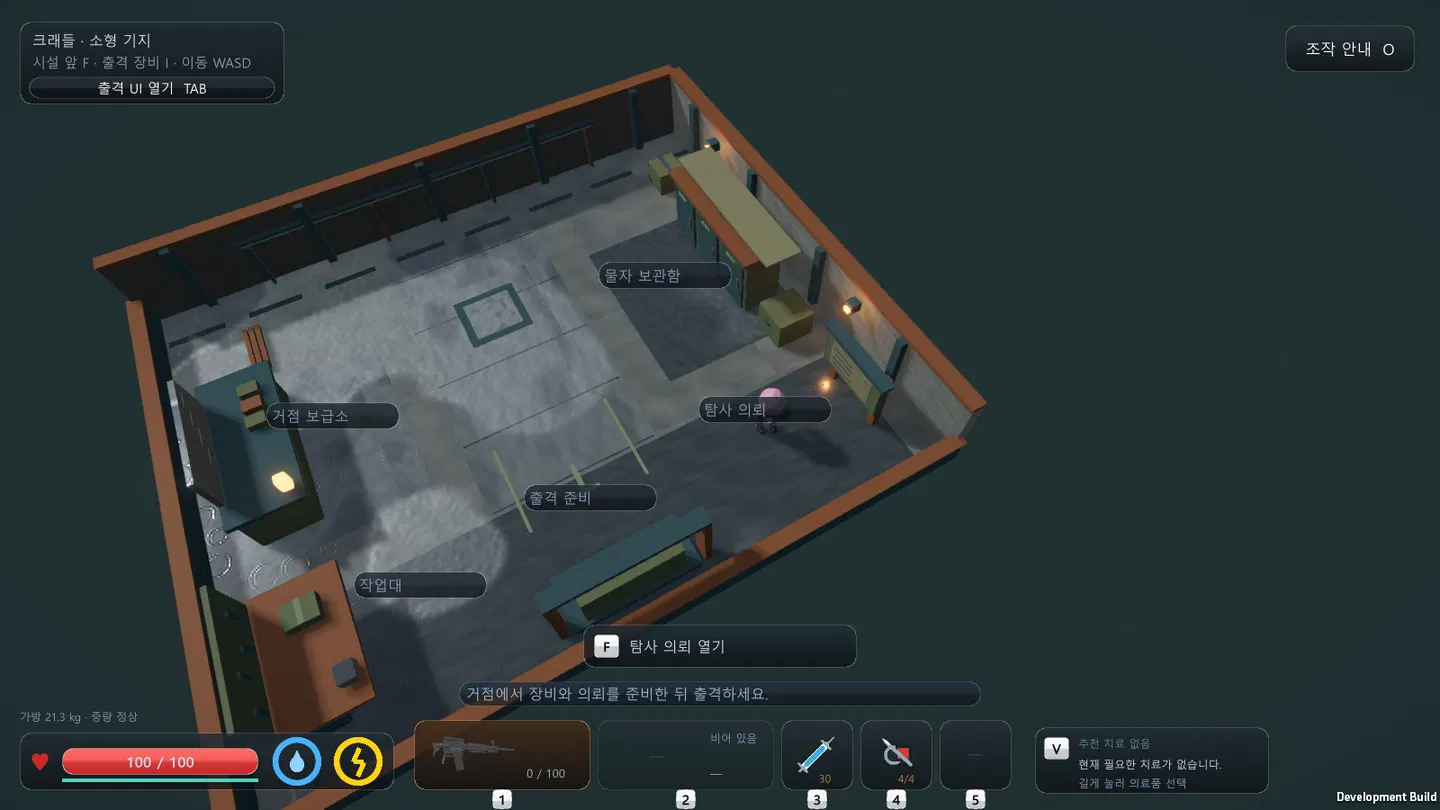 크래들 · 소형 기지
시설 앞 F · 출격 장비 I · 이동 WASD
출격 UI 열기 TAB
조작 안내 O
물자 보관함
거점 보급소
탐사 의뢰
출격 준비
작업대
F 탐사 의뢰 열기
거점에서 장비와 의뢰를 준비한 뒤 출격하세요.
가방 21.3 kg · 중량 정상
100 / 100
0 / 100
비어 있음
30
4/4
1
2
3
4
5
V 추천 치료 없음
현재 필요한 치료가 없습니다.
길게 눌러 의료품 선택
Development Build